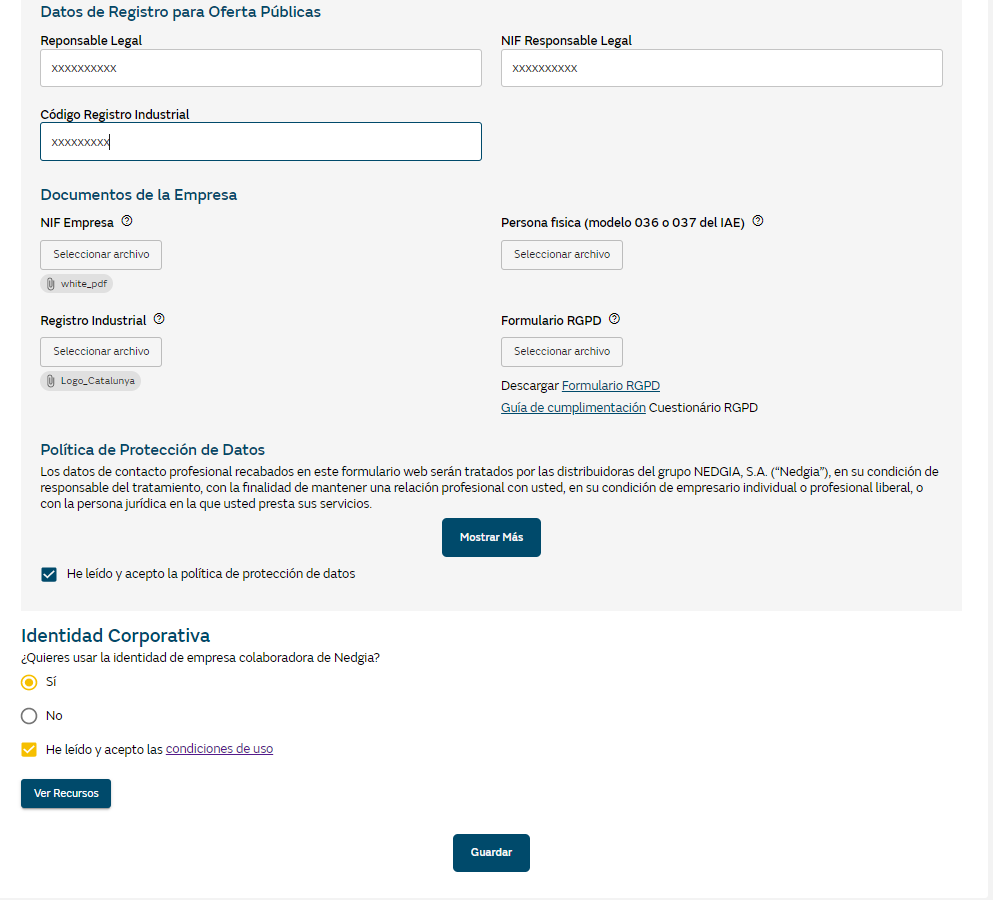 Datos de Registro para Oferta Públicas
Reponsable Legal
NIF Responsable Legal
xxxxxxxxxx
xxxxxxxxxx
Código Registro Industrial
xxxxxxxxx
Documentos de la Empresa
NIF Empresa ?
Persona fisica (modelo 036 o 037 del IAE) ?
Seleccionar archivo
Seleccionar archivo
white_pdf
Registro Industrial ?
Formulario RGPD ?
Seleccionar archivo
Seleccionar archivo
Logo_Catalunya
Descargar Formulario RGPD
Guía de cumplimentación Cuestionário RGPD
Política de Protección de Datos
Los datos de contacto profesional recabados en este formulario web serán tratados por las distribuidoras del grupo NEDGIA, S.A. (“Nedgia”), en su condición de
responsable del tratamiento, con la finalidad de mantener una relación profesional con usted, en su condición de empresario individual o profesional liberal, o
con la persona jurídica en la que usted presta sus servicios.
Mostrar Más
He leído y acepto la política de protección de datos
Identidad Corporativa
¿Quieres usar la identidad de empresa colaboradora de Nedgia?
Sí
No
He leído y acepto las condiciones de uso
Ver Recursos
Guardar